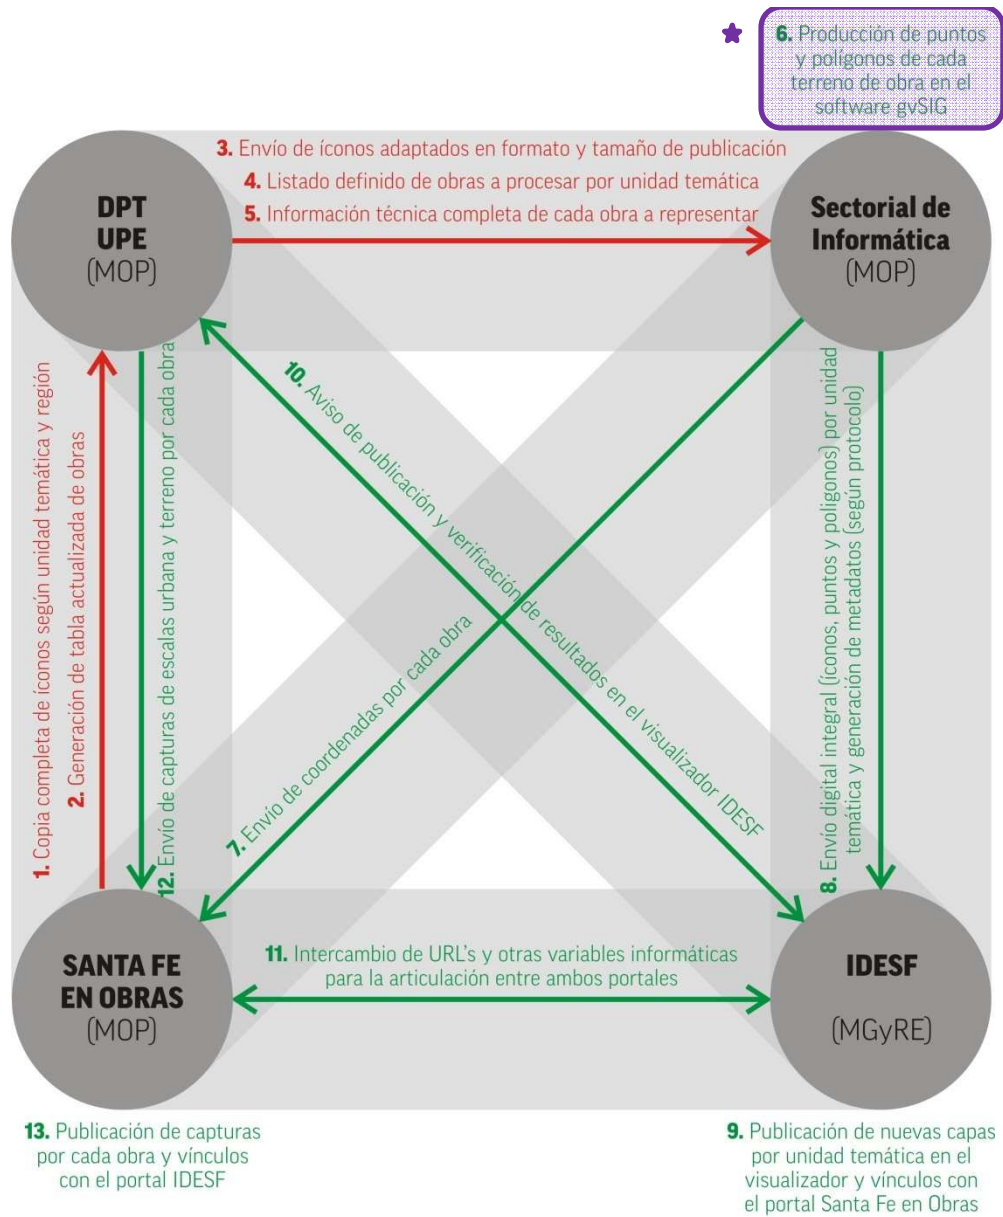 6. Producción de puntos
y polígonos de cada
terreno de obra en el
software gvSIG
3. Envío de íconos adaptados en formato y tamaño de publicación
4. Listado definido de obras a procesar por unidad temática
5. Información técnica completa de cada obra a representar
DPT
UPE
(MOP)
Sectorial de
Informática
(MOP)
1. Copia completa de íconos según unidad temática y región
2. Generación de tabla actualizada de obras
12. Envío de capturas de escalas urbana y terreno por cada obra
10. Aviso de publicación y verificación de resultados en el visualizador IDESF
7. Envío de coordenadas por cada obra
8. Envío digital integral (íconos, puntos y poligonos) por unidad
temática y generación de metadatos (según protocolo)
SANTA FE
EN OBRAS
(MOP)
11. Intercambio de URL's y otras variables informáticas
para la articulación entre ambos portales
IDESF
(MGyRE)
13. Publicación de capturas
por cada obra y vínculos
con el portal IDESF
9. Publicación de nuevas capas
por unidad temática en el
visualizador y vínculos con
el portal Santa Fe en Obras